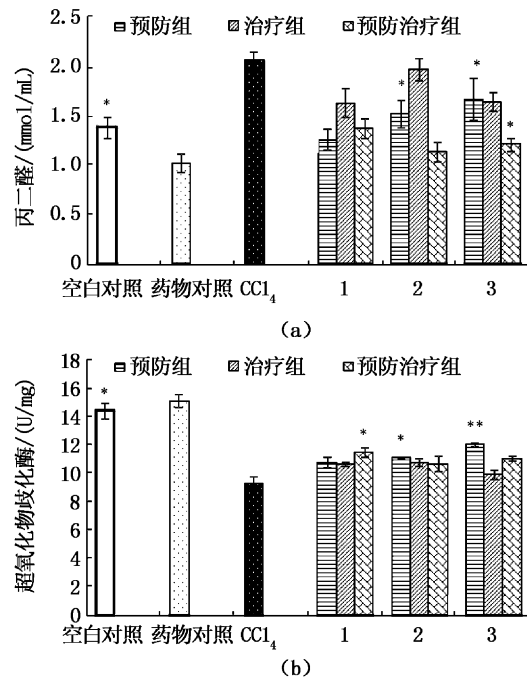 2.5
预防组 治疗组 预防治疗组
2.0
1.5
1.0
0.5
0
丙二醛/(mmol/mL)
* * * *
空白对照 药物对照 CCl4 1 2 3
(a)
18
预防组 治疗组 预防治疗组
16
14
12
10
8
6
4
2
0
超氧化物歧化酶/(U/mg)
* * * **
空白对照 药物对照 CCl4 1 2 3
(b)